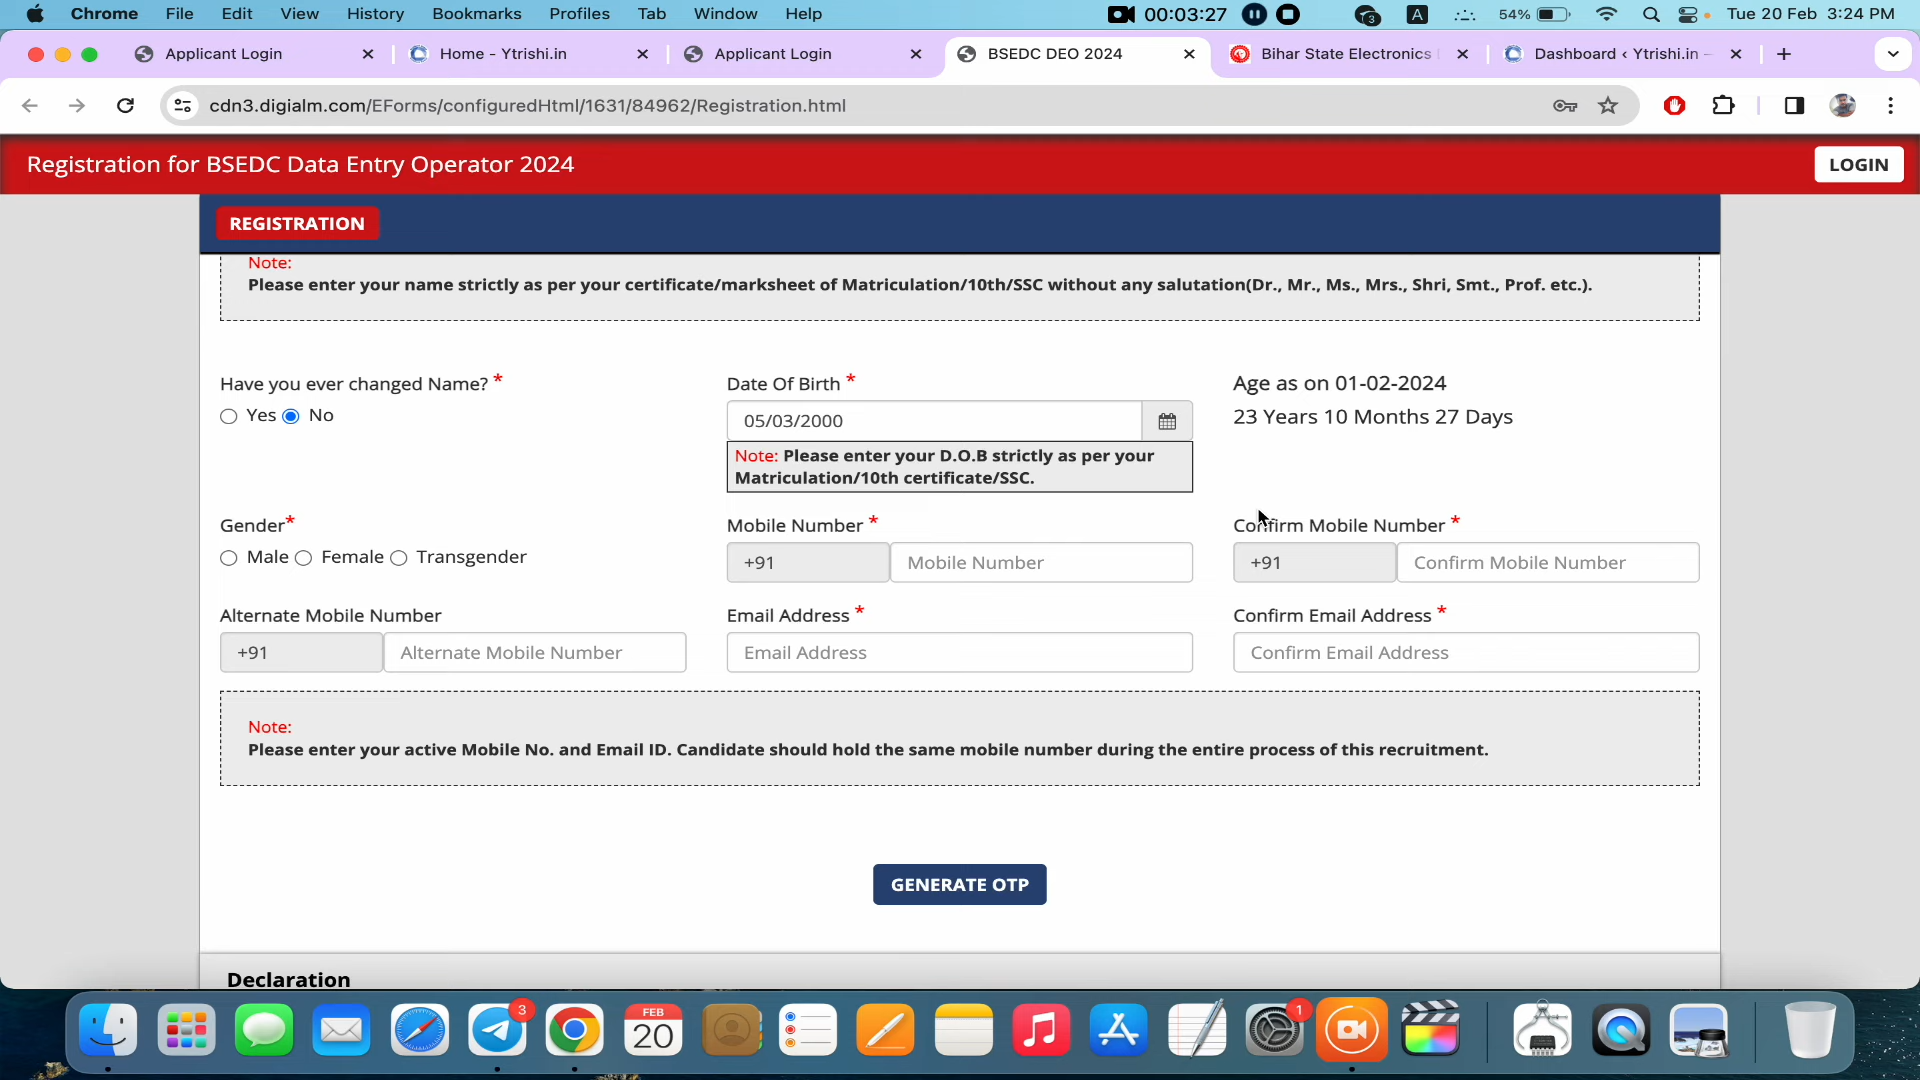 Chrome File Edit View History Bookmarks Profiles Tab Window Help 00:03:27 3 A 54% Tue 20 Feb 3:24 PM
Applicant Login Home - Ytrishi.in Applicant Login BSEDC DEO 2024 Bihar State Electronics Dashboard ‹ Ytrishi.in –
cdn3.digialm.com/EForms/configuredHtml/1631/84962/Registration.html
Registration for BSEDC Data Entry Operator 2024 LOGIN
REGISTRATION
Note:
Please enter your name strictly as per your certificate/marksheet of Matriculation/10th/SSC without any salutation(Dr., Mr., Ms., Mrs., Shri, Smt., Prof. etc.).
Have you ever changed Name? * Date Of Birth * Age as on 01-02-2024
Yes No 05/03/2000 23 Years 10 Months 27 Days
Note: Please enter your D.O.B strictly as per your
Matriculation/10th certificate/SSC.
Gender* Mobile Number * Confirm Mobile Number *
Male Female Transgender +91 Mobile Number +91 Confirm Mobile Number
Alternate Mobile Number Email Address * Confirm Email Address *
+91 Alternate Mobile Number Email Address Confirm Email Address
Note:
Please enter your active Mobile No. and Email ID. Candidate should hold the same mobile number during the entire process of this recruitment.
GENERATE OTP
Declaration
3 FEB 20 1